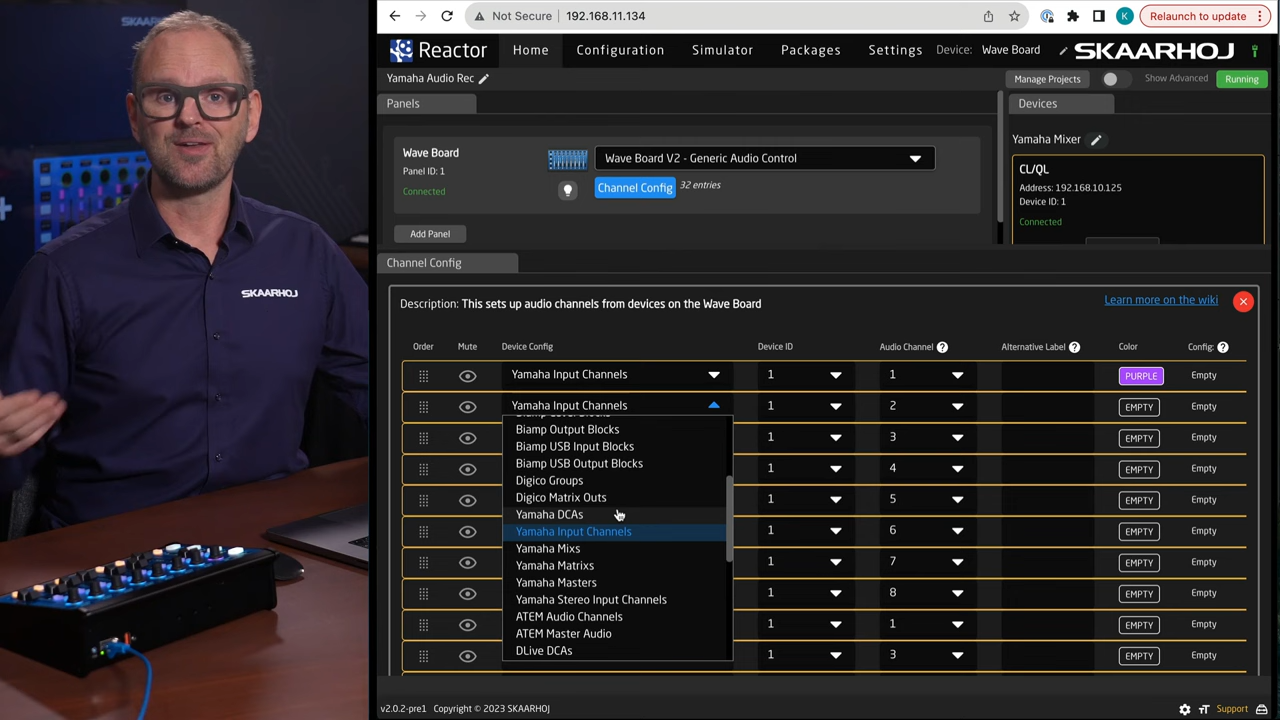 SKAARHOJ
SKAARHOJ
Not Secure 192.168.11.134
K
Relaunch to update
Reactor Home Configuration Simulator Packages Settings Device: Wave Board SKAARHOJ
Yamaha Audio Rec Manage Projects Show Advanced Running
Panels Devices
Wave Board
Panel ID: 1
Connected
Wave Board V2 - Generic Audio Control
Channel Config 32 entries
Add Panel
Yamaha Mixer
CL/QL
Address: 192.168.10.125
Device ID: 1
Connected
Channel Config
Description: This sets up audio channels from devices on the Wave Board Learn more on the wiki
Order Mute Device Config Device ID Audio Channel ? Alternative Label ? Color Config: ?
Yamaha Input Channels 1 1 PURPLE Empty
Yamaha Input Channels 1 2 EMPTY Empty
1 3 EMPTY Empty
1 4 EMPTY Empty
1 5 EMPTY Empty
1 6 EMPTY Empty
1 7 EMPTY Empty
1 8 EMPTY Empty
1 1 EMPTY Empty
1 3 EMPTY Empty
Biamp Output Blocks
Biamp USB Input Blocks
Biamp USB Output Blocks
Digico Groups
Digico Matrix Outs
Yamaha DCAs
Yamaha Input Channels
Yamaha Mixs
Yamaha Matrixs
Yamaha Masters
Yamaha Stereo Input Channels
ATEM Audio Channels
ATEM Master Audio
DLive DCAs
v2.0.2-pre1 Copyright © 2023 SKAARHOJ Support